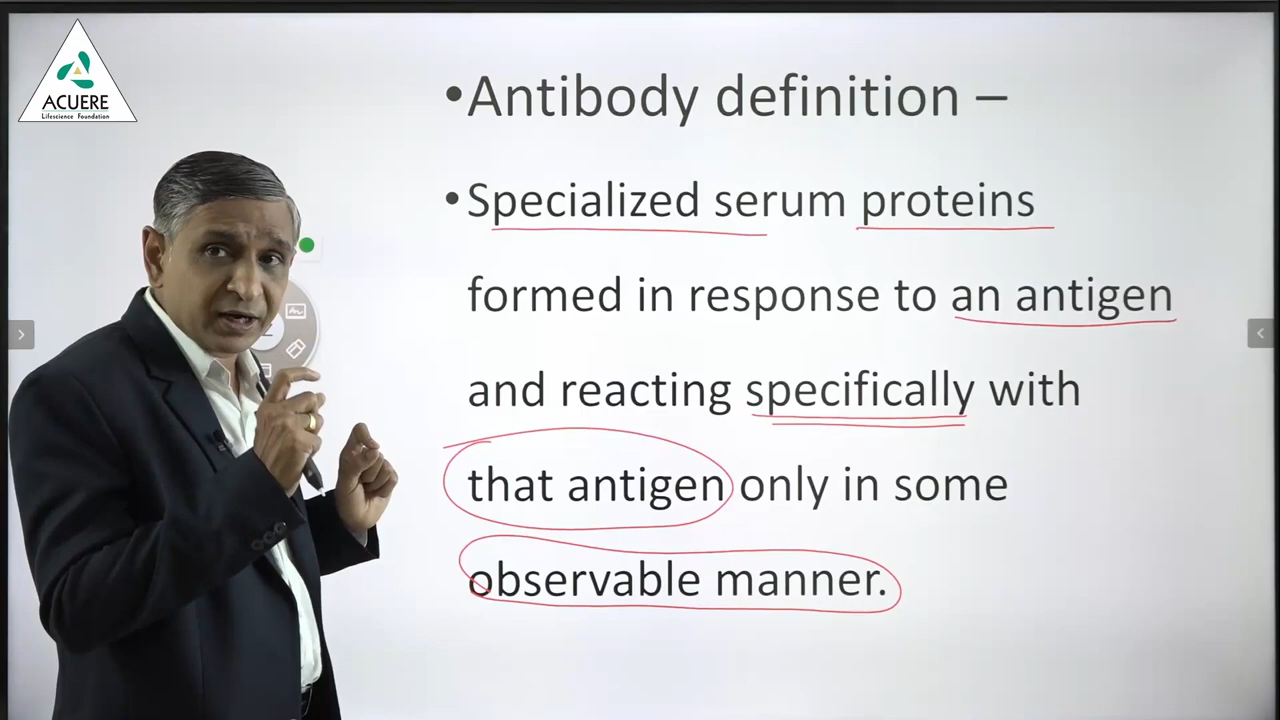 ACUERE
Lifescience Foundation
•Antibody definition –
•Specialized serum proteins
formed in response to an antigen
and reacting specifically with
that antigen only in some
observable manner.